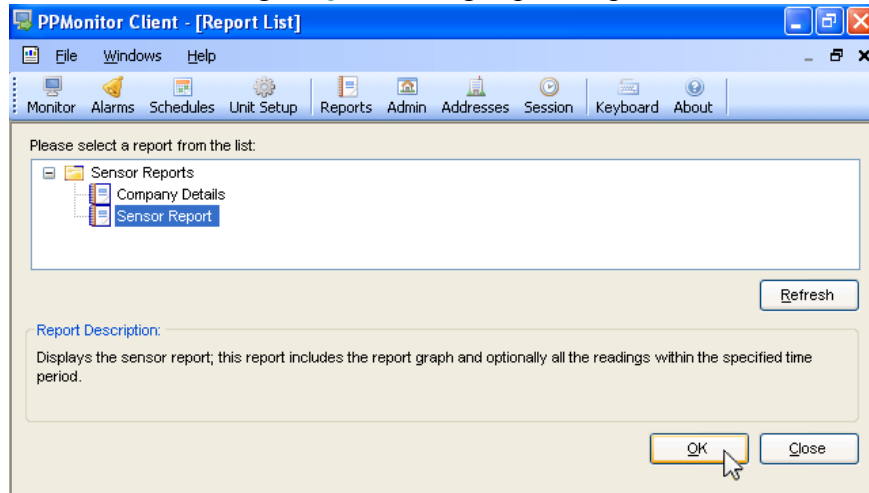 PPMonitor Client - [Report List]
File Windows Help
Monitor Alarms Schedules Unit Setup Reports Admin Addresses Session Keyboard About
Please select a report from the list:
Sensor Reports
Company Details
Sensor Report
Refresh
Report Description:
Displays the sensor report; this report includes the report graph and optionally all the readings within the specified time
period.
OK Close